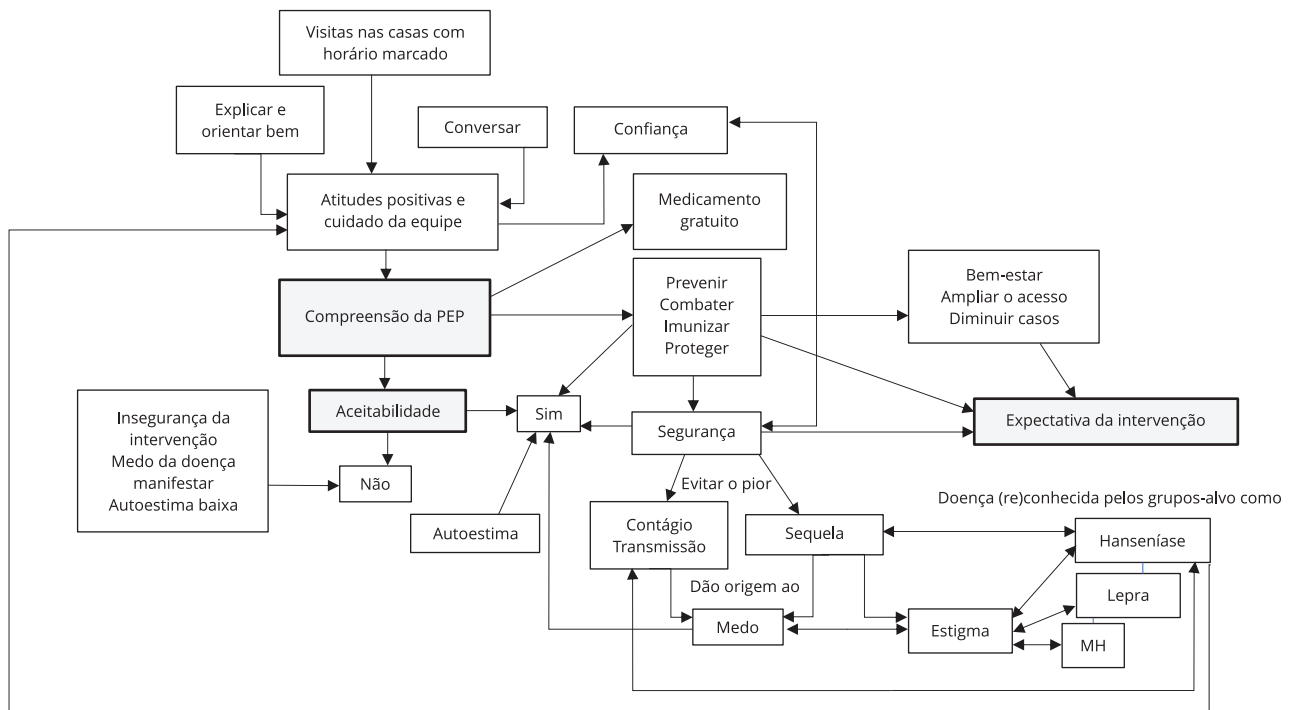 Visitas nas casas com
horário marcado
Explicar e
orientar bem
Conversar
Confiança
Atitudes positivas e
cuidado da equipe
Medicamento
gratuito
Compreensão da PEP
Prevenir
Combater
Imunizar
Proteger
Bem-estar
Ampliar o acesso
Diminuir casos
Aceitabilidade
Sim
Segurança
Expectativa da intervenção
Insegurança da
intervenção
Medo da doença
manifestar
Autoestima baixa
Não
Autoestima
Evitar o pior
Contágio
Transmissão
Sequela
Doença (re)conhecida pelos grupos-alvo como
Hanseníase
Dão origem ao
Lepra
Medo
Estigma
MH